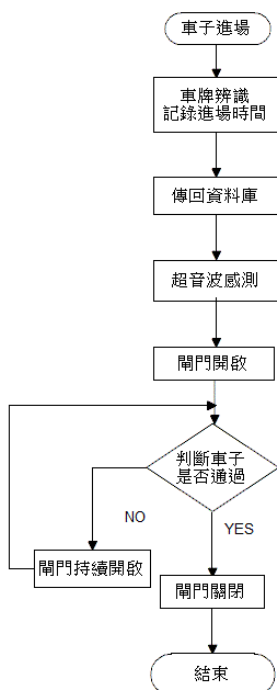 車子進場
車牌辨識
記錄進場時間
傳回資料庫
超音波感測
閘門開啟
判斷車子
是否通過
NO
YES
閘門持續開啟
閘門關閉
結束